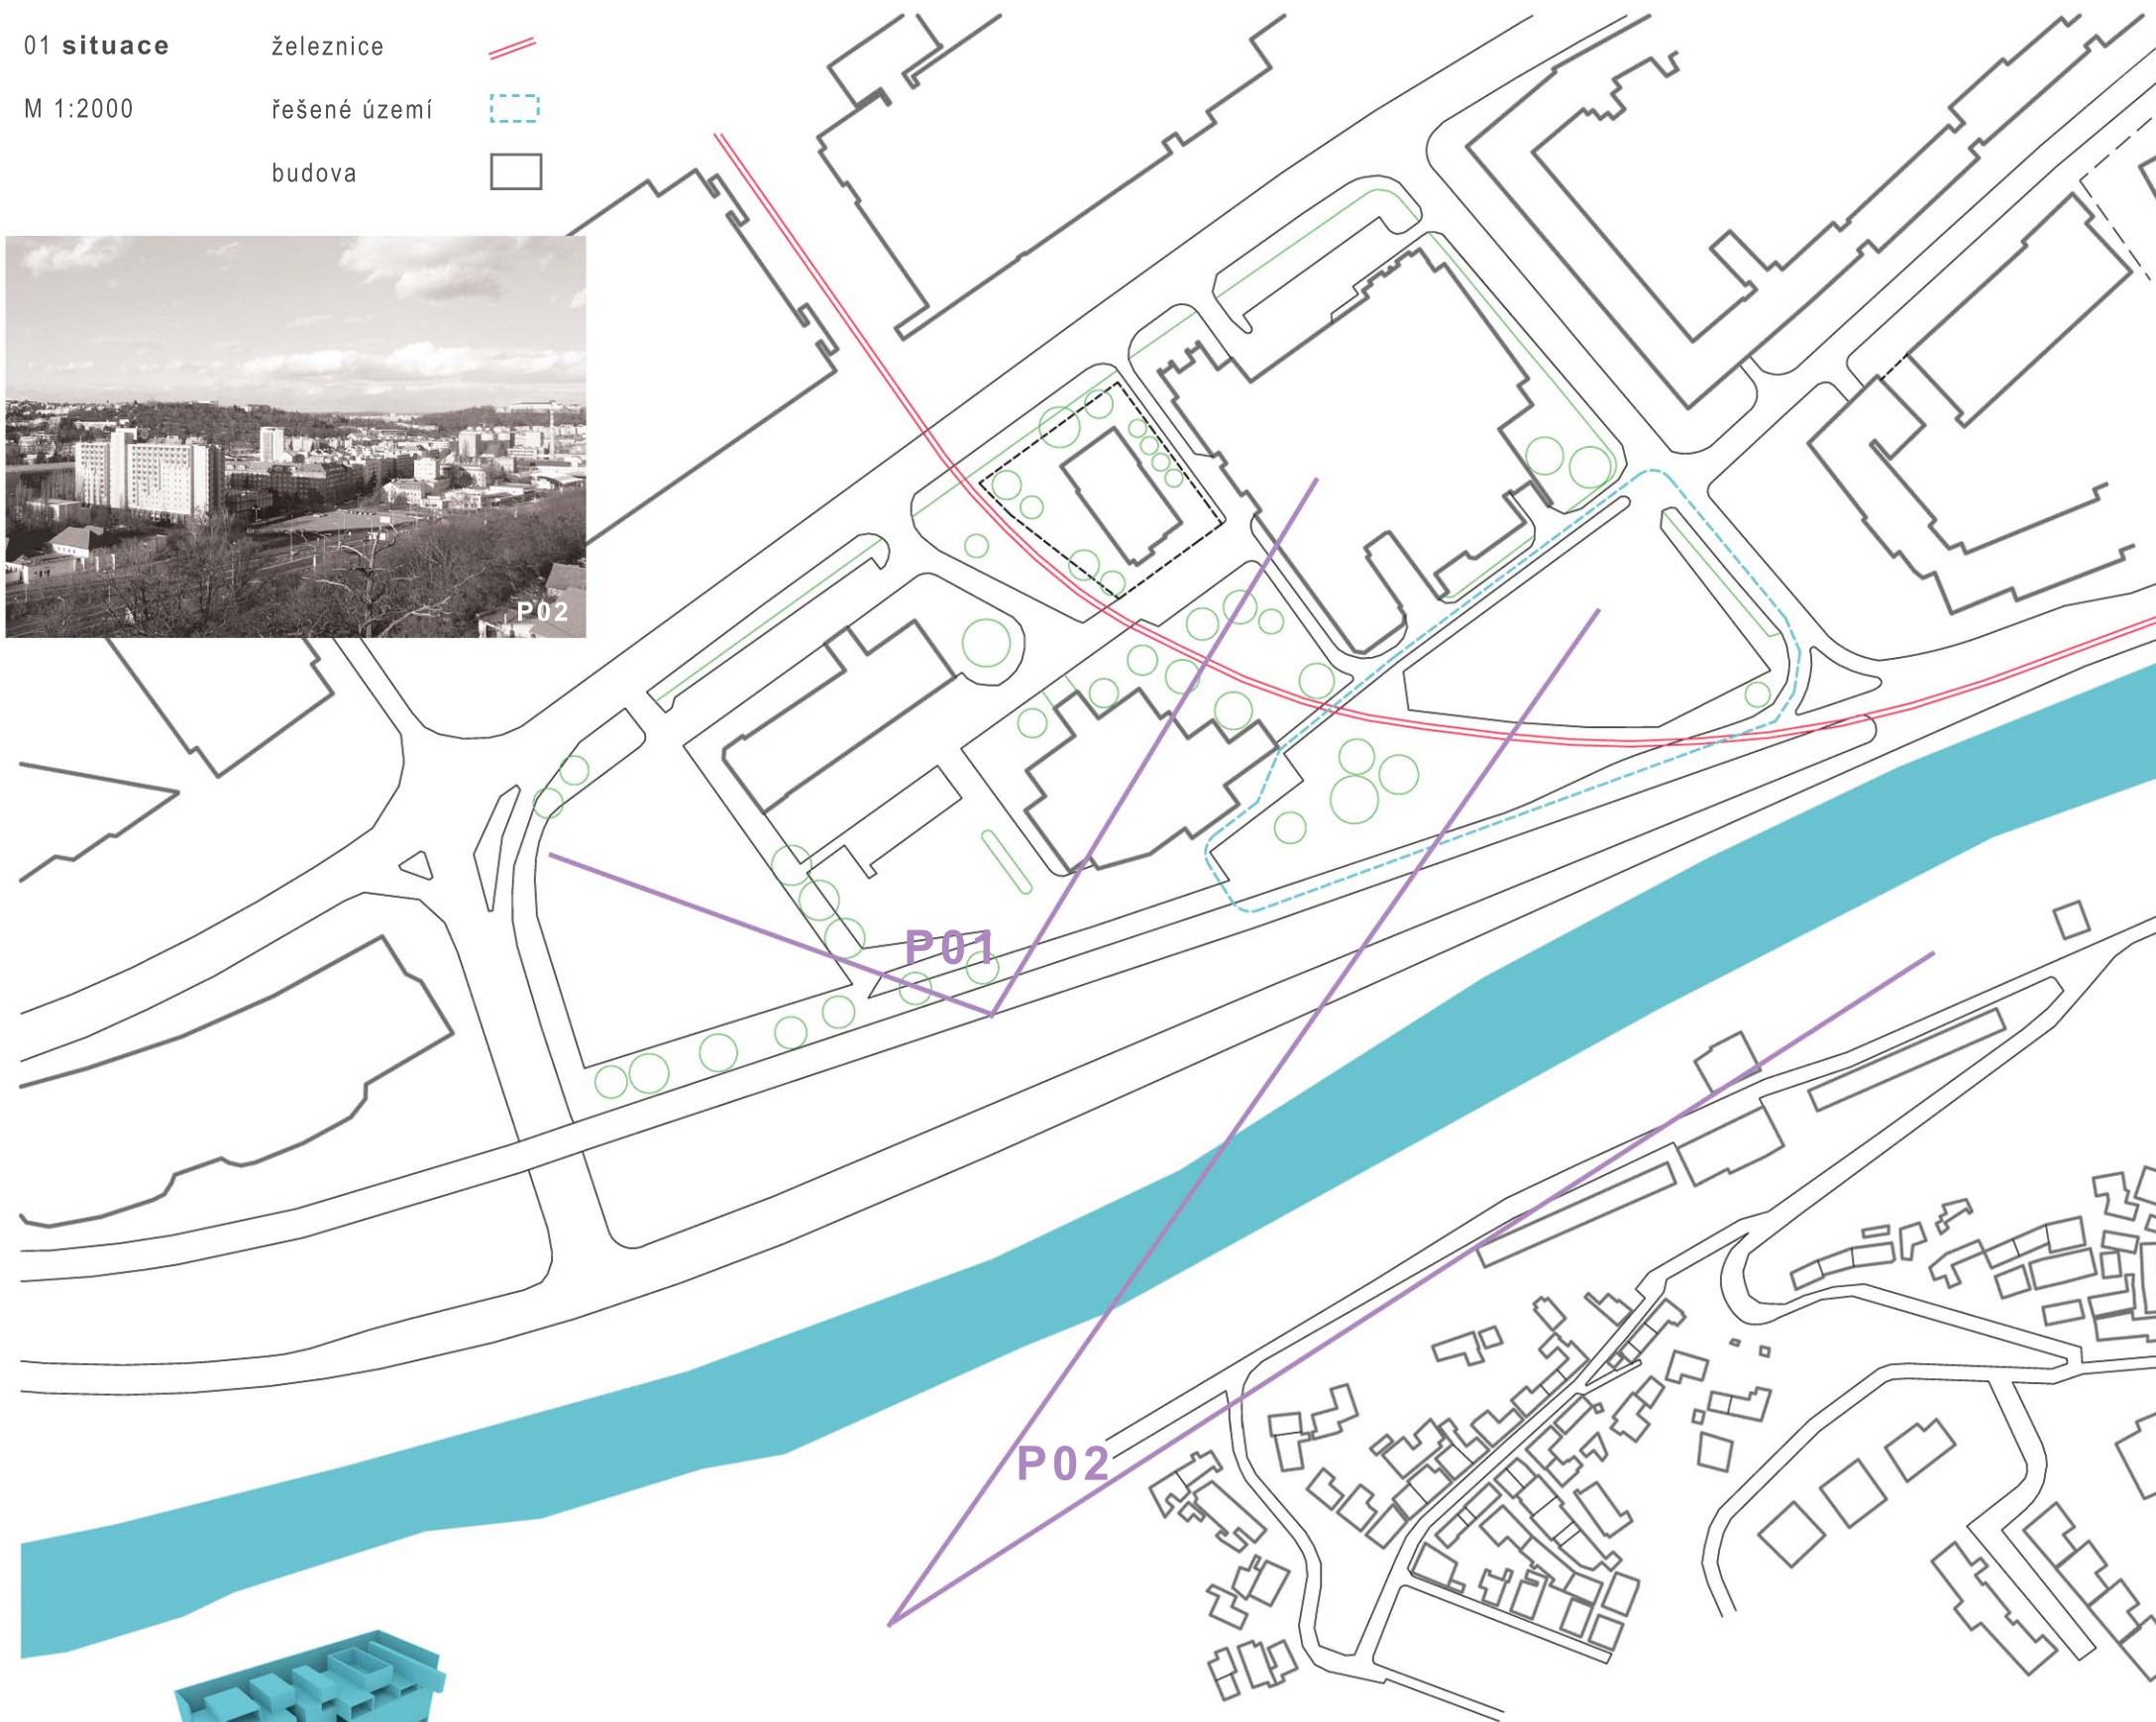 01 situace
M 1:2000
železnice
řešené území
budova
P02
P01
P02